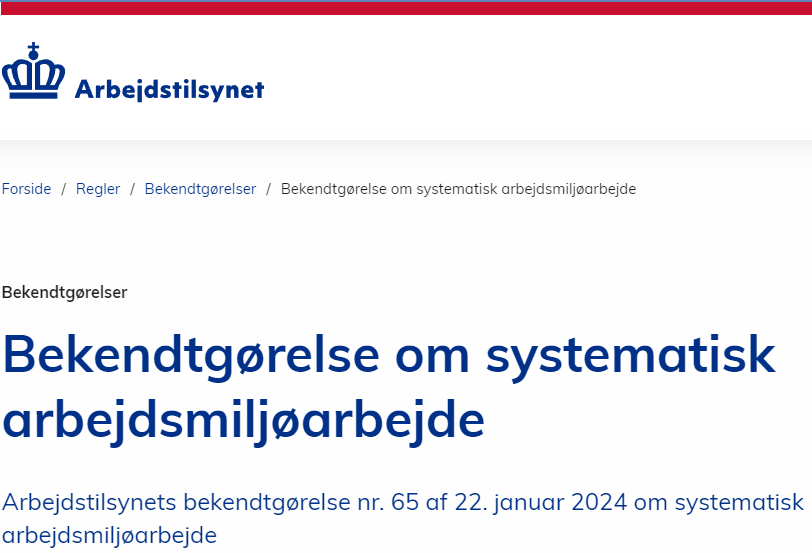 Arbejdstilsynet
Forside / Regler / Bekendtgørelser / Bekendtgørelse om systematisk arbejdsmiljøarbejde
Bekendtgørelser
Bekendtgørelse om systematisk
arbejdsmiljøarbejde
Arbejdstilsynets bekendtgørelse nr. 65 af 22. januar 2024 om systematisk
arbejdsmiljøarbejde